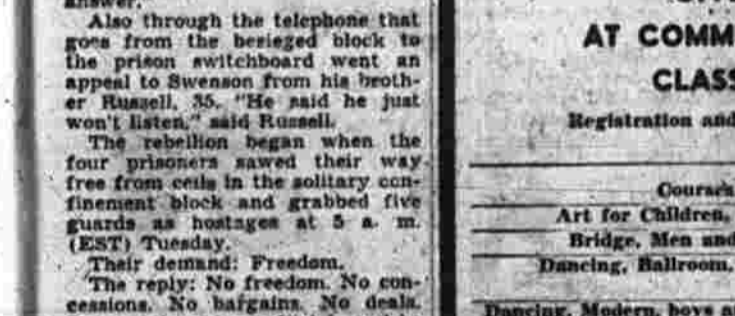 answer.
Also through the telephone that
goes from the besieged block to
the prison switchboard went an
appeal to Swenson from his broth-
er Russell, 35. "He said he just
won't listen," said Russell.
The rebellion began when the
four prisoners sawed their way
free from cells in the solitary con-
finement block and grabbed five
guards as hostages at 5 a. m.
(EST) Tuesday.
Their demand: Freedom.
The reply: No freedom. No con-
cessions. No bargains. No deals.
AT COMM
CLASS
Registration and
Courses
Art for Children,
Bridge, Men and
Dancing, Ballroom,
Dancing, Modern, boys a